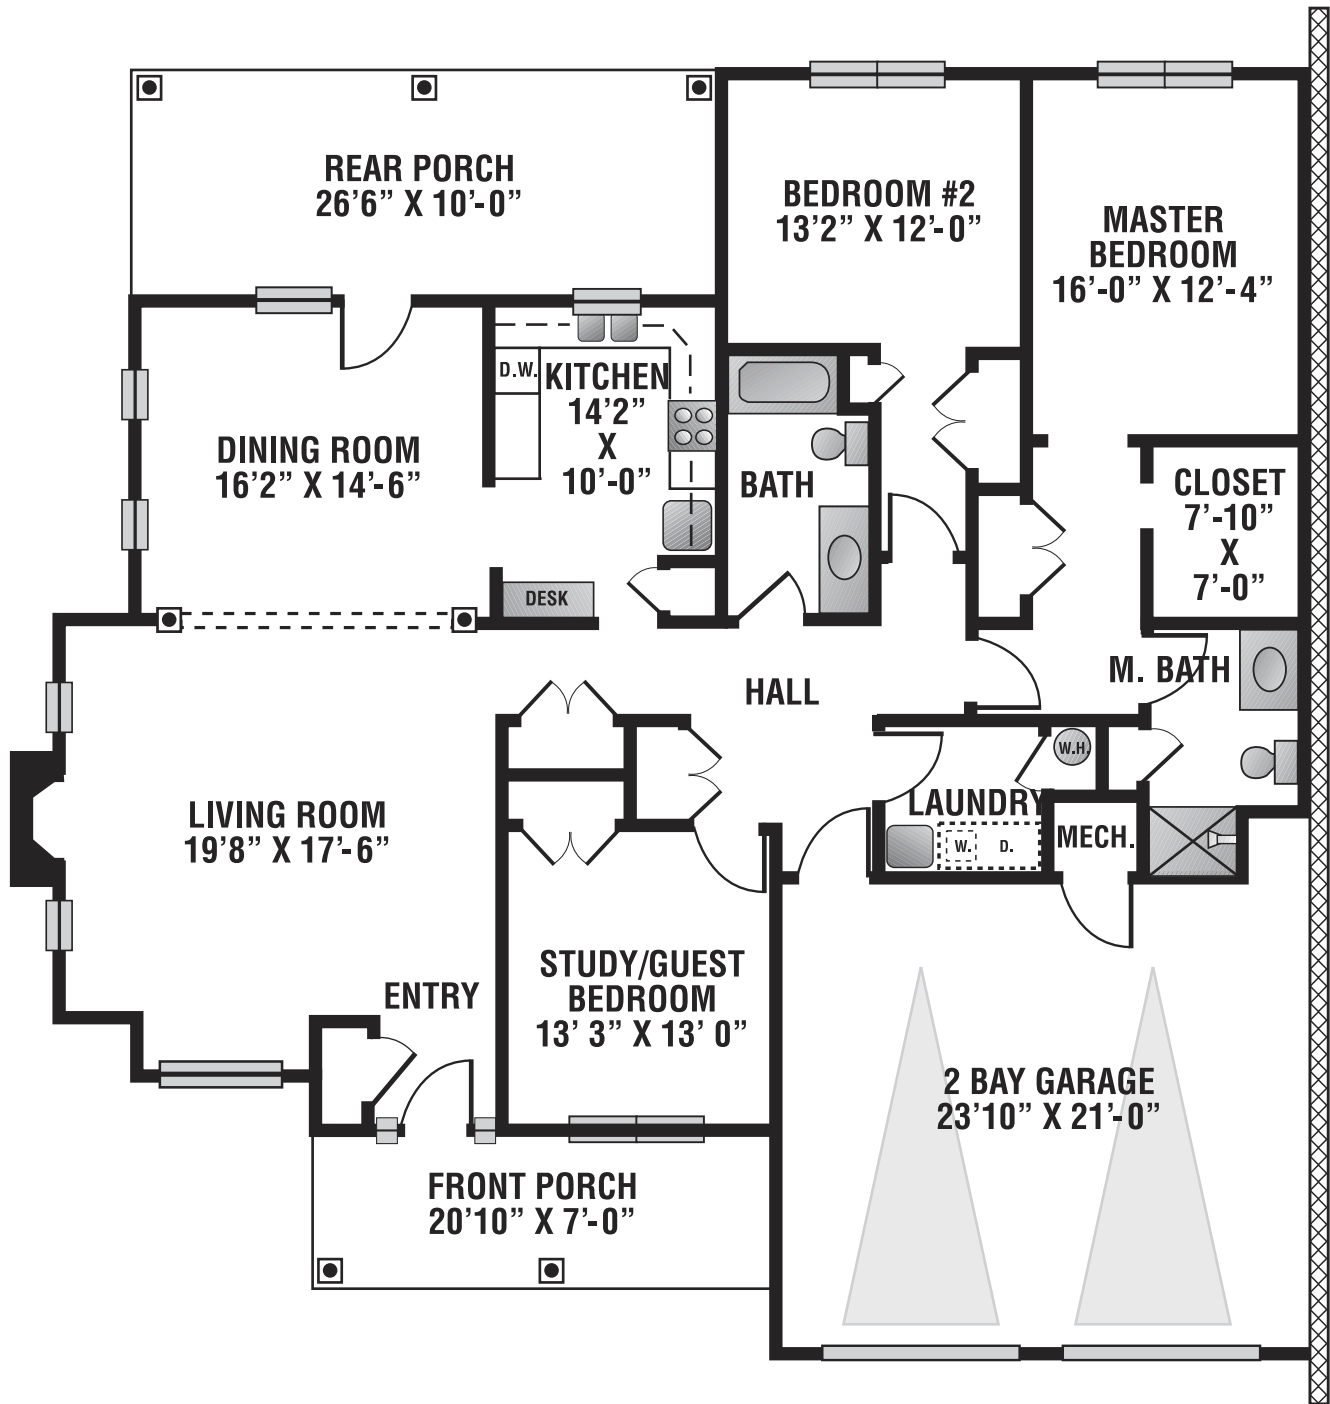 REAR PORCH
26'6” X 10'-0”
BEDROOM #2
13'2” X 12'-0”
MASTER
BEDROOM
16'-0” X 12'-4”
D.W.
KITCHEN
14'2”
X
10'-0”
DINING ROOM
16'2” X 14'-6”
BATH
CLOSET
7'-10”
X
7'-0”
DESK
HALL
M. BATH
W.H.
LIVING ROOM
19'8” X 17'-6”
LAUNDRY
W.
D.
MECH.
STUDY/GUEST
BEDROOM
13' 3” X 13' 0”
ENTRY
2 BAY GARAGE
23'10” X 21'-0”
FRONT PORCH
20'10” X 7'-0”